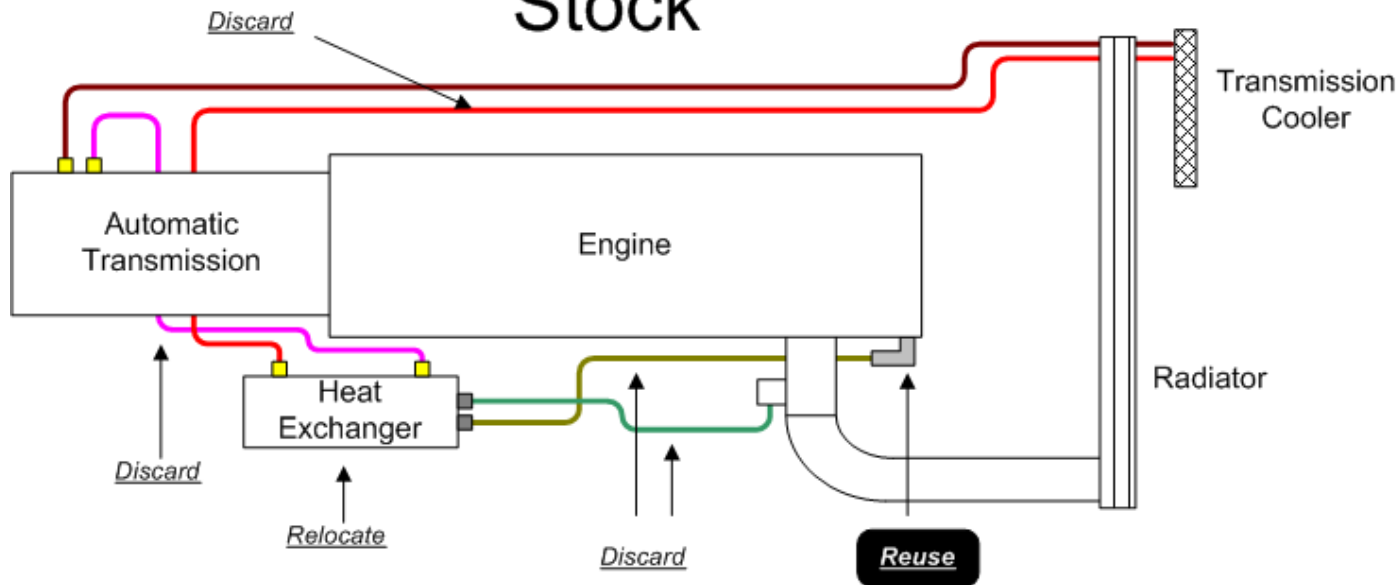 Stock
Discard
Transmission
Cooler
Automatic
Transmission
Engine
Radiator
Heat
Exchanger
Discard
Relocate
Discard
Reuse